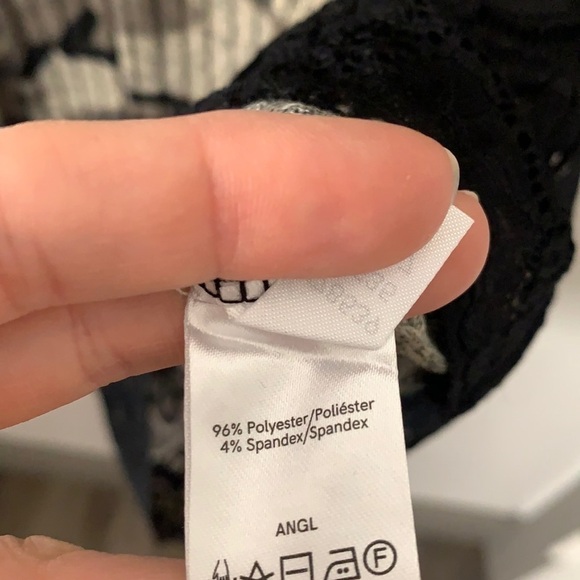 96% Polyester/Poliéster
4% Spandex/Spandex
ANGL
F